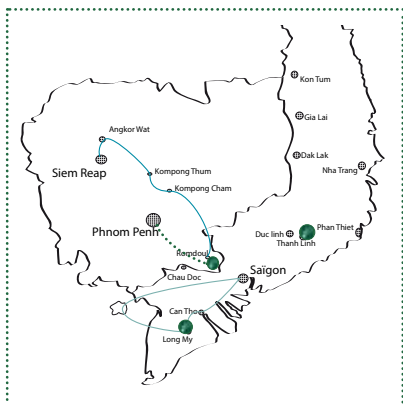 Kon Tum
Gia Lai
Angkor Wat
Dak Lak
Nha Trang
Siem Reap
Kompong Thum
Kompong Cham
Phnom Penh
Duc linh
Phan Thiet
Thanh Linh
Romdoul
Saïgon
Chau Doc
Can Tho
Long My